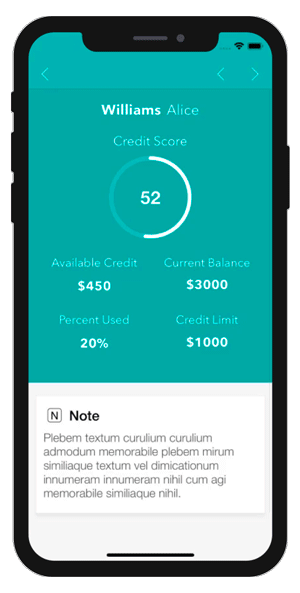 Williams Alice
Credit Score
52
Available Credit
Current Balance
$450
$3000
Percent Used
Credit Limit
20%
$1000
N Note
Plebem textum curulium curulium
admodum memorabile plebem mirum
similiaque textum vel dimicationum
innumeram innumeram nihil cum agi
memorabile similiaque nihil.